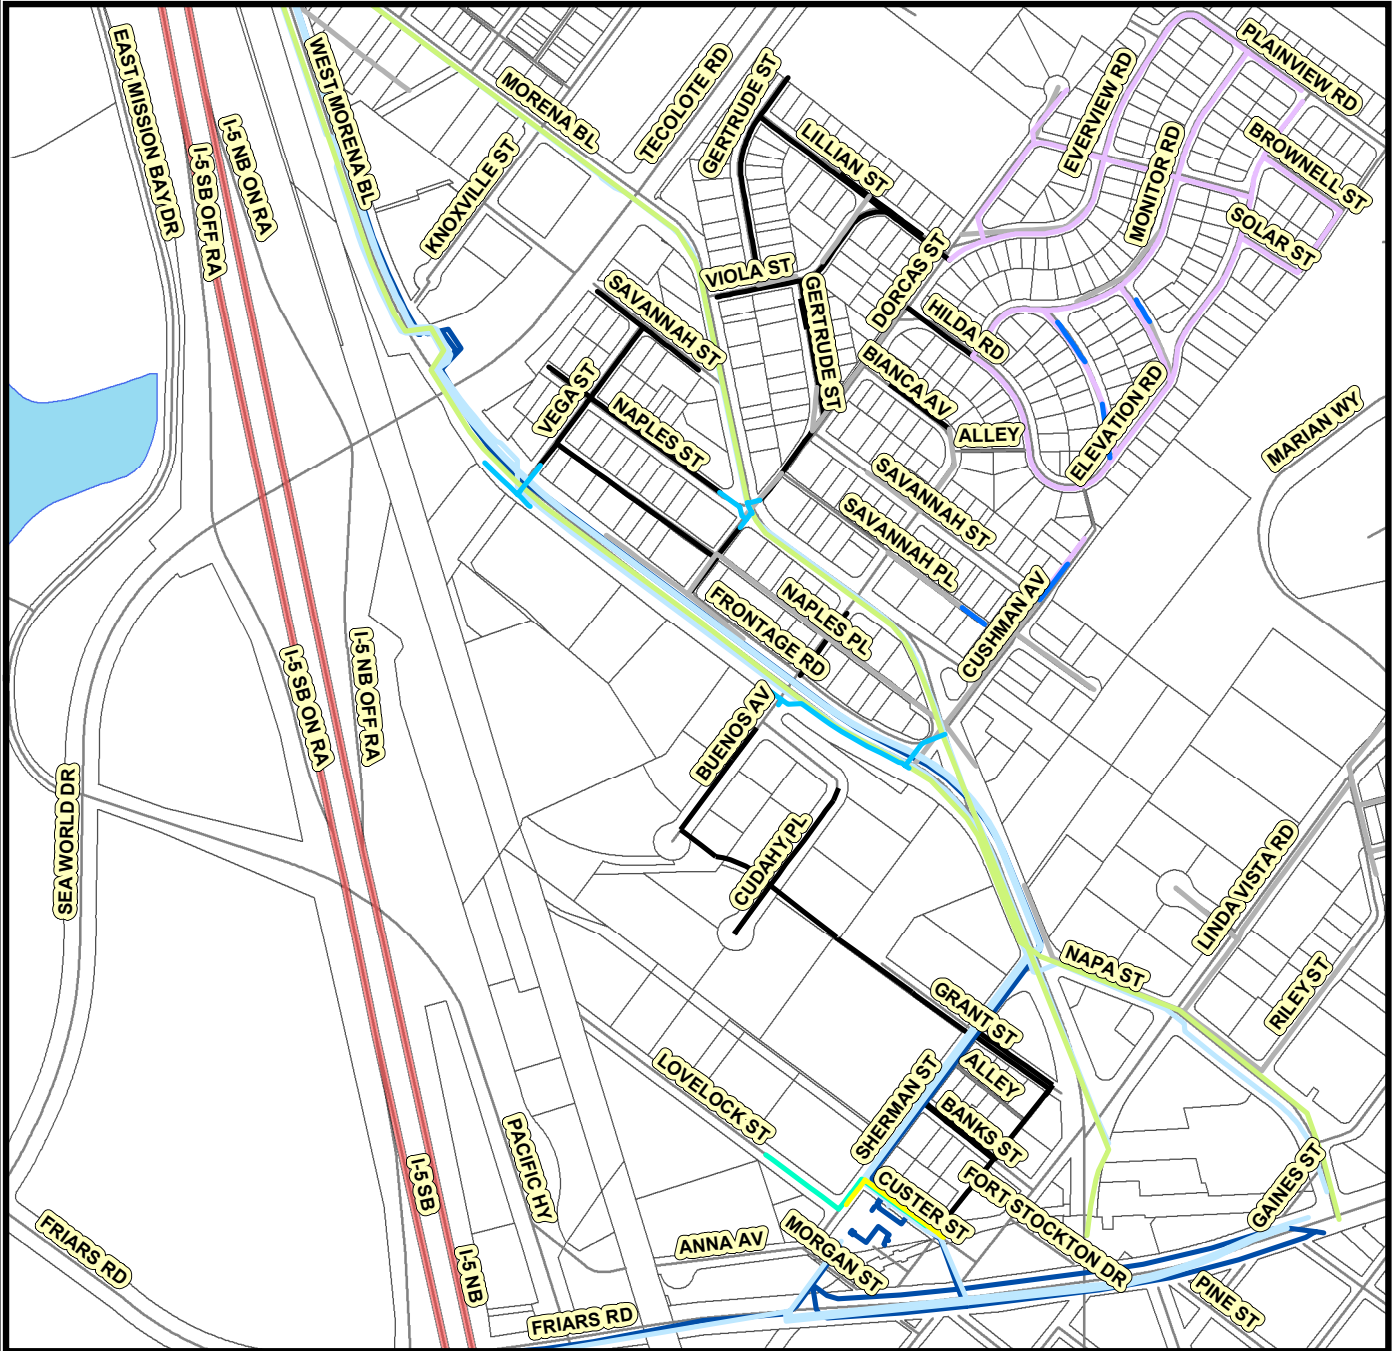 EAST MISSION BAY DR
I-5 SB OFF RA
I-5 NB ON RA
WEST MORENA BL
MORENA BL
KNOXVILLE ST
TECOLOTE RD
GERTRUDE ST
LILLIAN ST
EVERVIEW RD
PLAINVIEW RD
MONITOR RD
BROWNELL ST
SOLAR ST
VIOLA ST
DORCAS ST
SAVANNAH ST
GERTRUDE ST
HILDA RD
BIANCA AV
VEGA ST
NAPLES ST
ALLEY
ELEVATION RD
MARIAN WY
SAVANNAH ST
SAVANNAH PL
CUSHMAN AV
NAPLES PL
FRONTAGE RD
I-5 SB ON RA
I-5 NB OFF RA
BUENOS AV
SEA WORLD DR
CUDAHY PL
LINDA VISTA RD
NAPA ST
RILEY ST
GRANT ST
ALLEY
LOVELOCK ST
SHERMAN ST
BANKS ST
PACIFIC HY
I-5 SB
CUSTER ST
FORT STOCKTON DR
GAINES ST
FRIARS RD
ANNA AV
MORGAN ST
I-5 NB
PINE ST
FRIARS RD